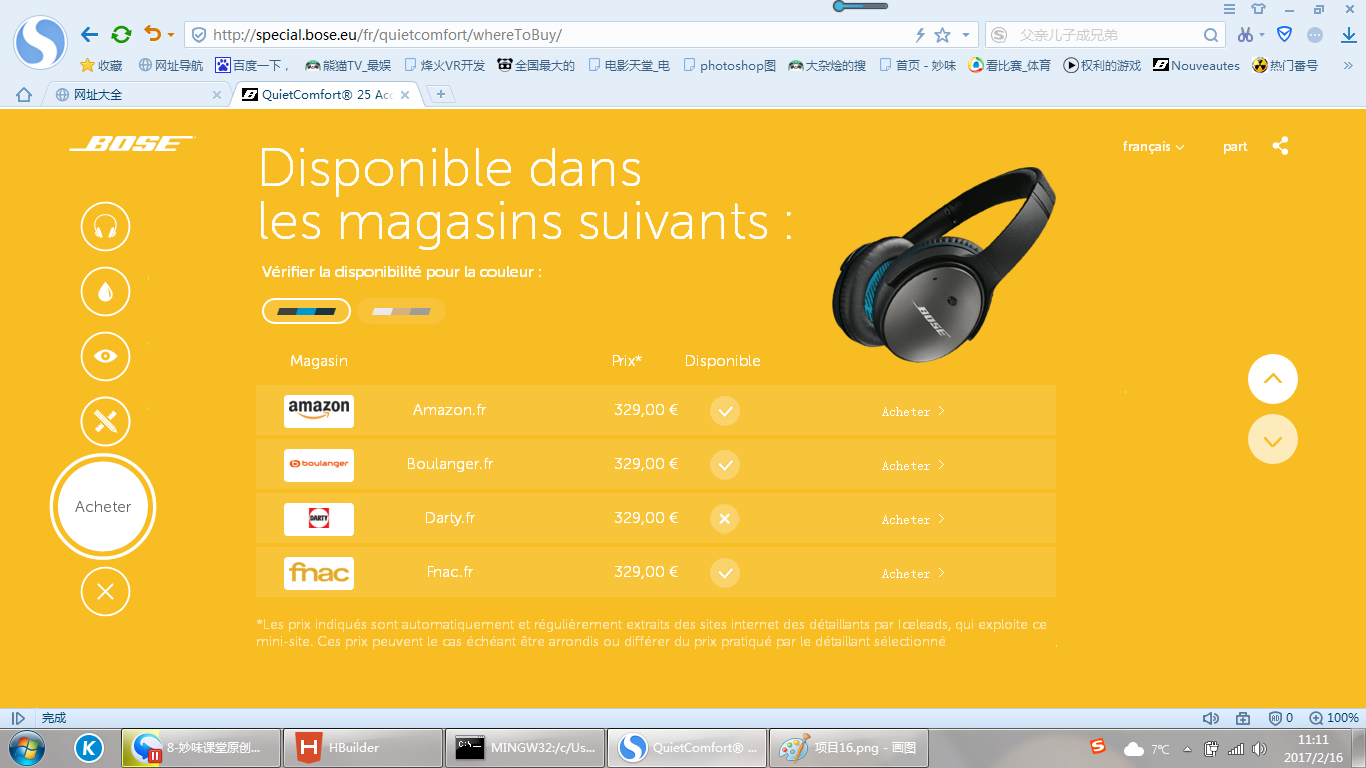 http://special.bose.eu/fr/quietcomfort/whereToBuy/
父亲儿子成兄弟
收藏 网址导航 百度一下， 熊猫TV_最娱 烽火VR开发 全国最大的 电影天堂_电 photoshop图 大杂烩的搜 首页 - 妙味 看比赛_体育 权利的游戏 Nouveautes 热门番号 »
网址大全 QuietComfort® 25 Acc
BOSE
français
part
Disponible dans
les magasins suivants :
Vérifier la disponibilité pour la couleur :
BOSE
Magasin Prix* Disponible
amazon Amazon.fr 329,00 € Acheter
boulanger Boulanger.fr 329,00 € Acheter
Acheter
DARTY Darty.fr 329,00 € Acheter
fnac Fnac.fr 329,00 € Acheter
*Les prix indiqués sont automatiquement et régulièrement extraits des sites internet des détaillants par Iceleads, qui exploite ce
mini-site. Ces prix peuvent le cas échéant être arrondis ou différer du prix pratiqué par le détaillant sélectionné
完成 0 100%
8-妙味课堂原创... HBuilder MINGW32:/c/Us... QuietComfort® ... 项目16.png - 画图 7℃ 11:11
2017/2/16